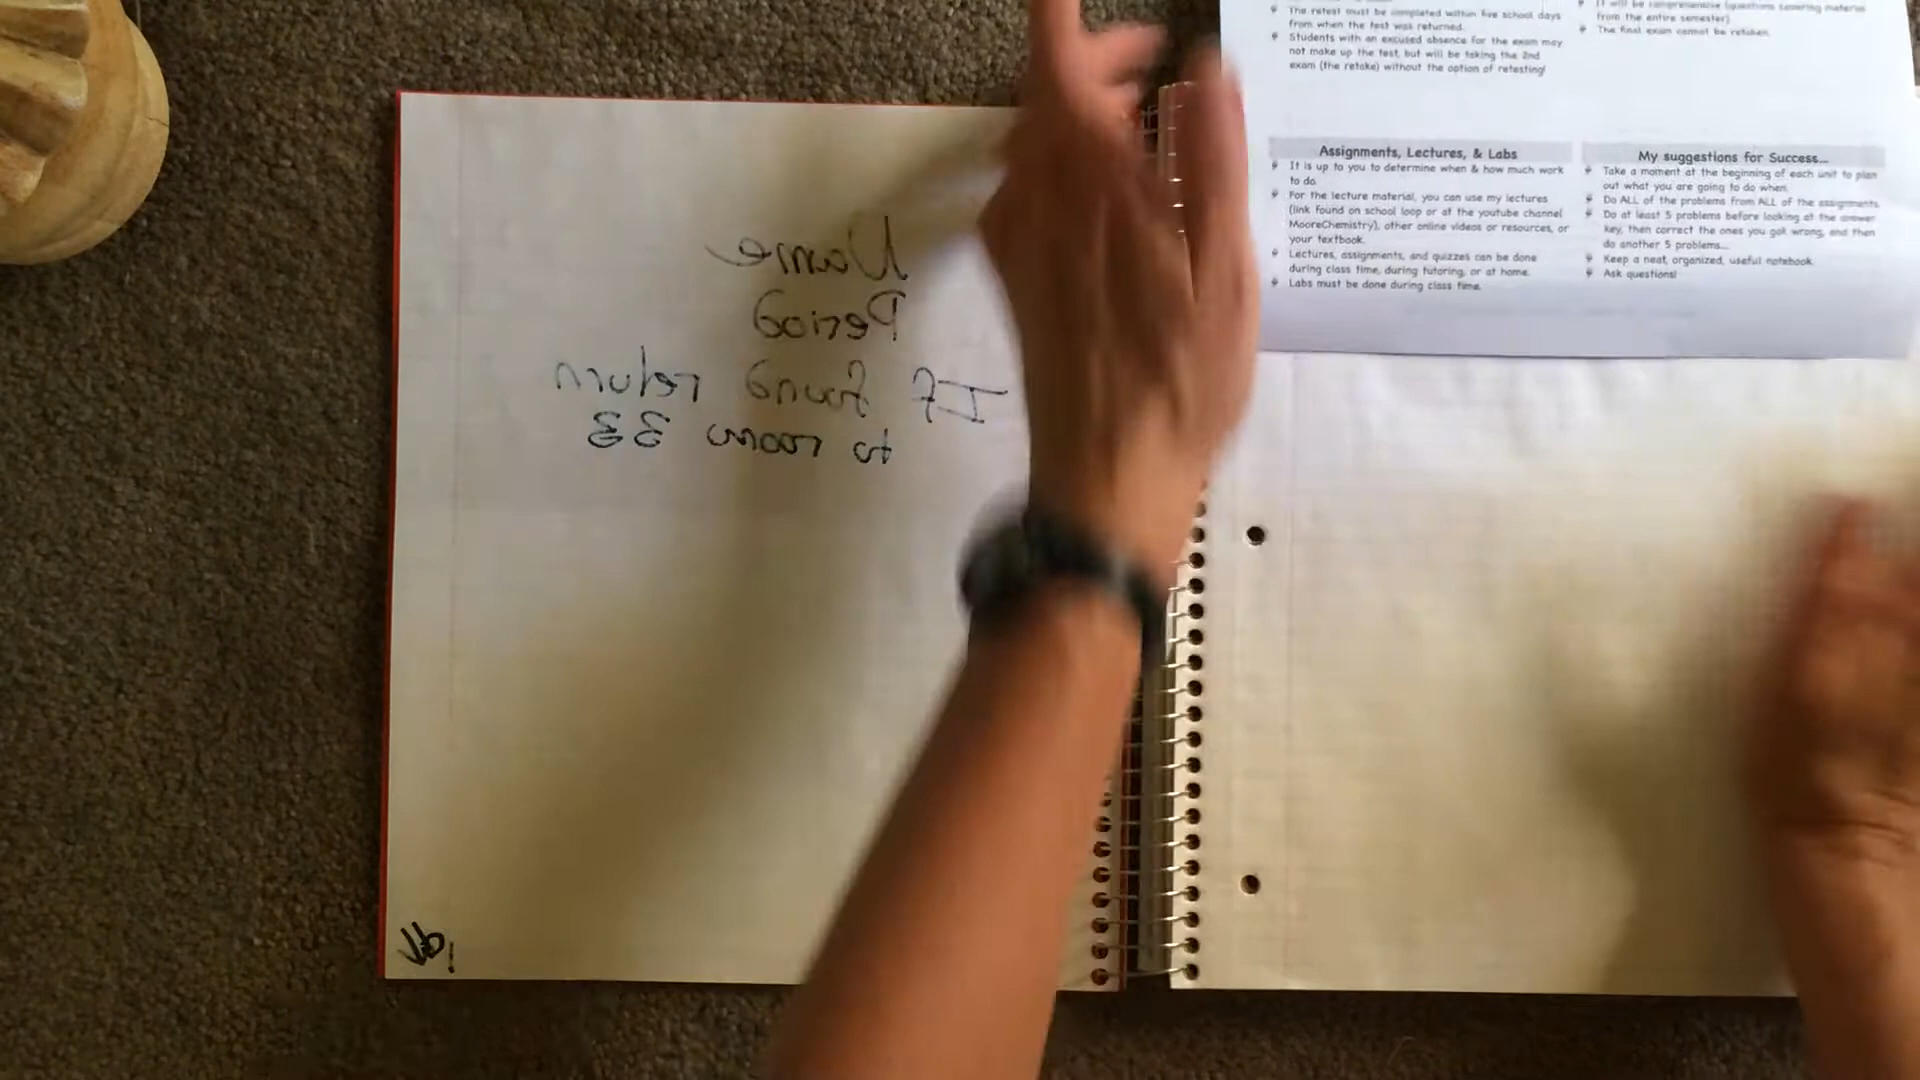 Name
Period
If found return
to room 33
The retest must be completed within five school days
from when the test was returned.
Students with an excused absence for the exam may
not make up the test, but will be taking the 2nd
exam (the retake) without the option of retesting!
It will be comprehensive (questions covering material
from the entire semester)
The final exam cannot be retaken.
Assignments, Lectures, & Labs
It is up to you to determine when & how much work
to do.
For the lecture material, you can use my lectures
(link found on school loop or at the youtube channel
MooreChemistry), other online videos or resources, or
your textbook.
Lectures, assignments, and quizzes can be done
during class time, during tutoring, or at home.
Labs must be done during class time.
My suggestions for Success...
Take a moment at the beginning of each unit to plan
out what you are going to do when.
Do ALL of the problems from ALL of the assignments
Do at least 5 problems before looking at the answer
key, then correct the ones you got wrong, and then
do another 5 problems...
Keep a neat, organized, useful notebook.
Ask questions!